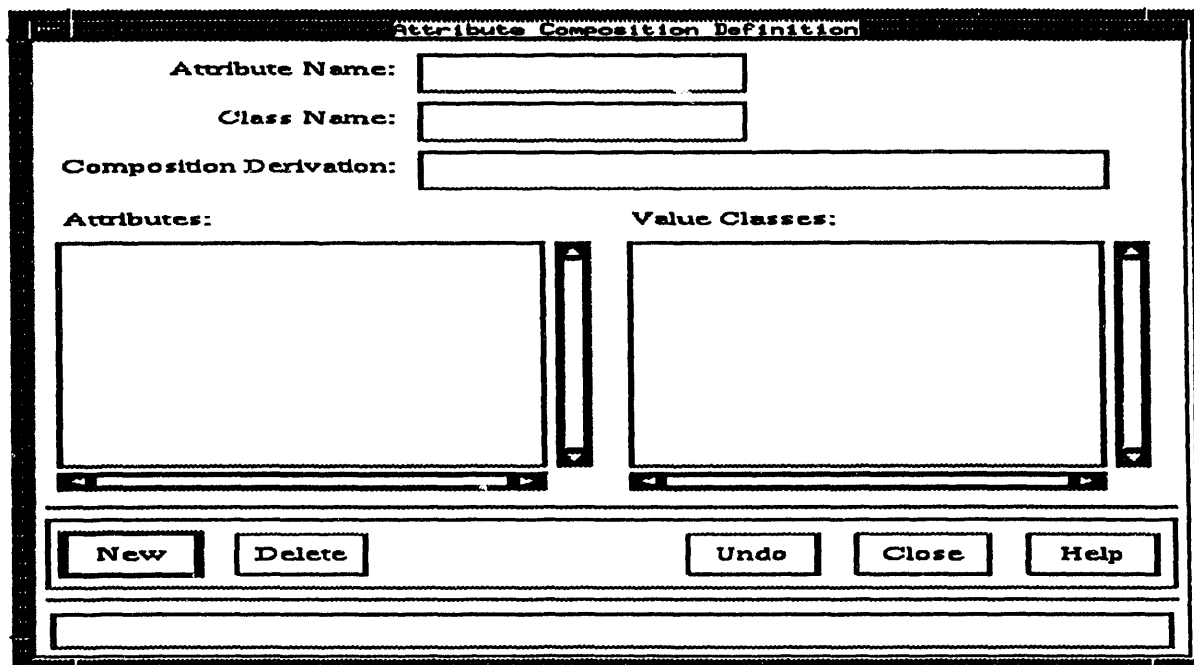 Attribute Composition Definition
Attribute Name:
Class Name:
Composition Derivation:
Attributes: Value Classes:
New Delete Undo Close Help